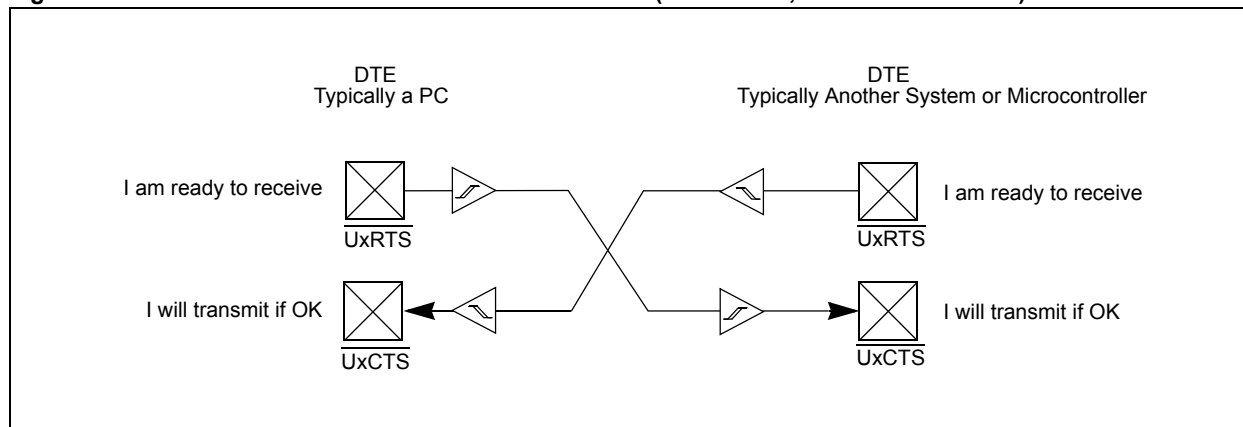 DTE
Typically a PC
DTE
Typically Another System or Microcontroller
I am ready to receive
UxRTS
I am ready to receive
UxRTS
I will transmit if OK
UxCTS
I will transmit if OK
UxCTS